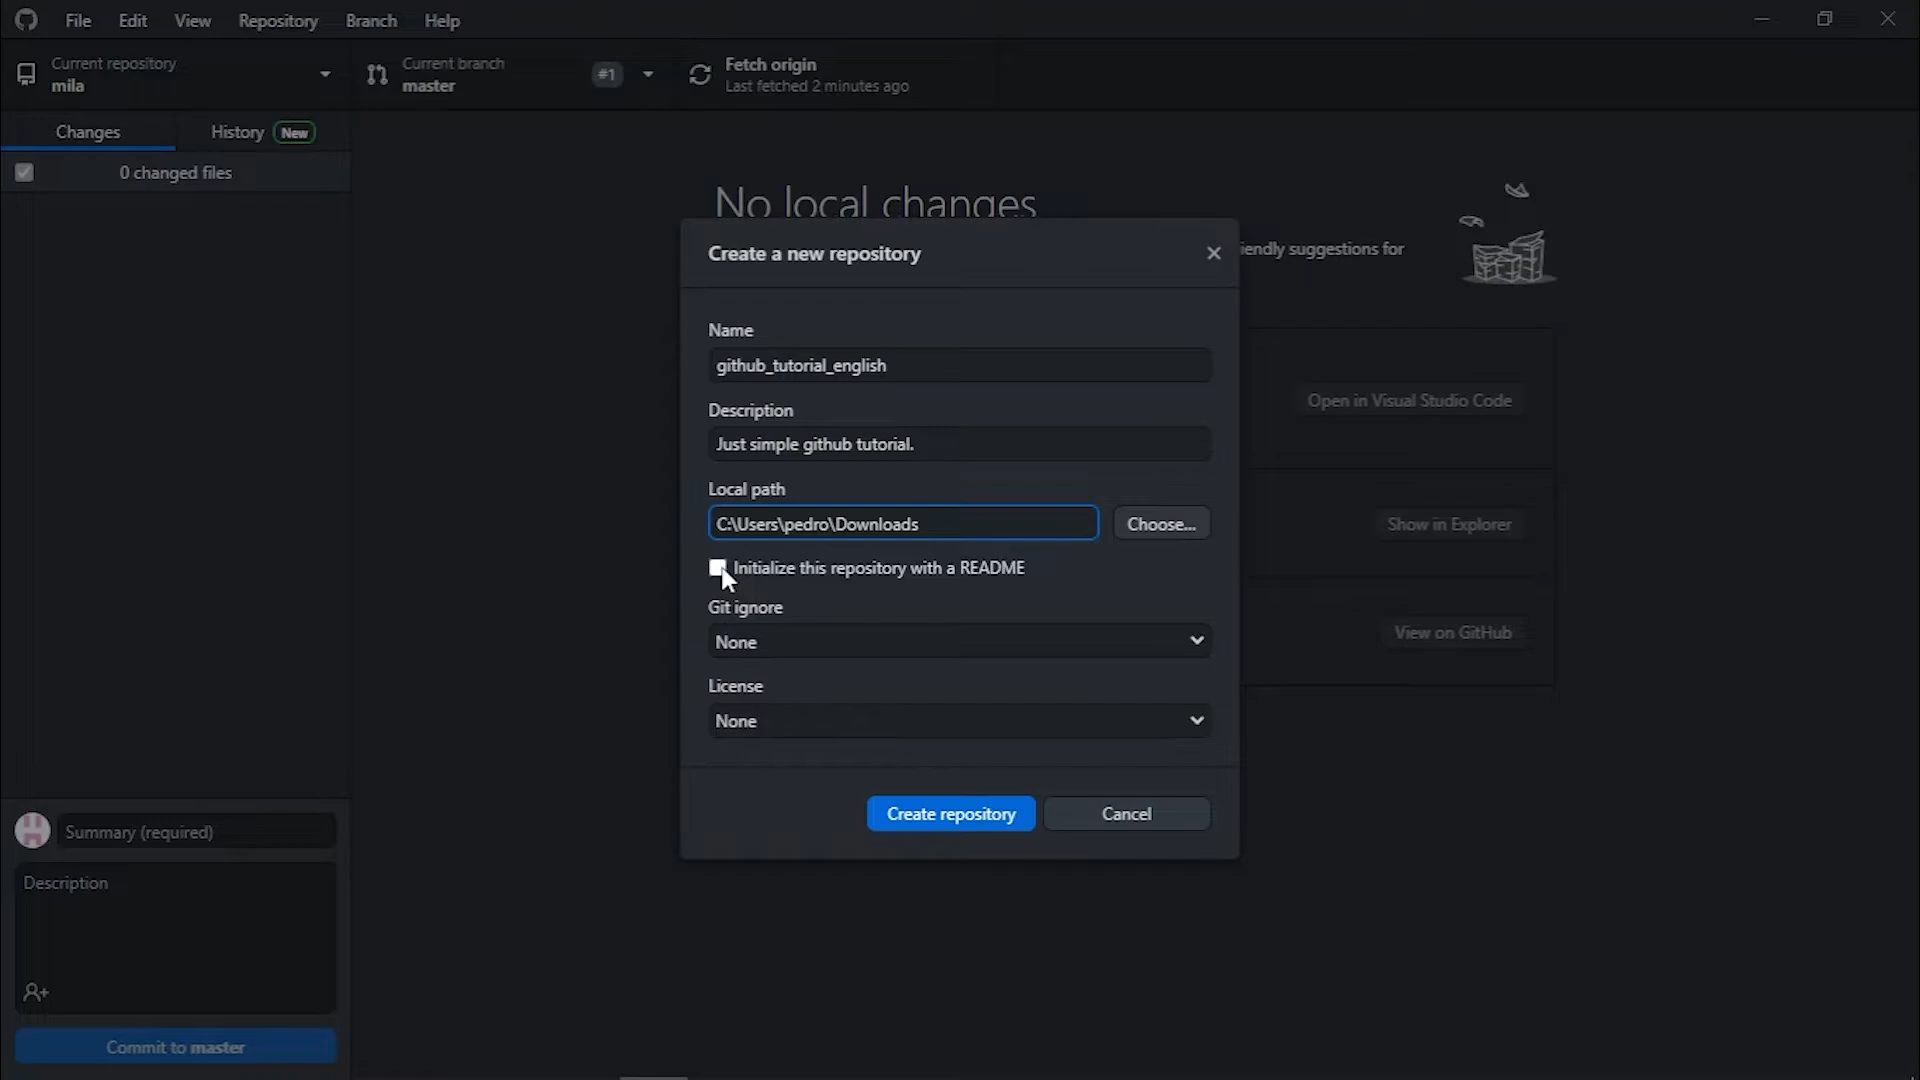 File Edit View Repository Branch Help
Current repository
mila
Current branch
master
#1
Fetch origin
Last fetched 2 minutes ago
Changes
History New
0 changed files
No local changes
iendly suggestions for
Create a new repository
Name
github_tutorial_english
Description
Just simple github tutorial.
Local path
C:\Users\pedro\Downloads
Choose...
Initialize this repository with a README
Git ignore
None
License
None
Create repository
Cancel
Open in Visual Studio Code
Show in Explorer
View on GitHub
Summary (required)
Description
Commit to master